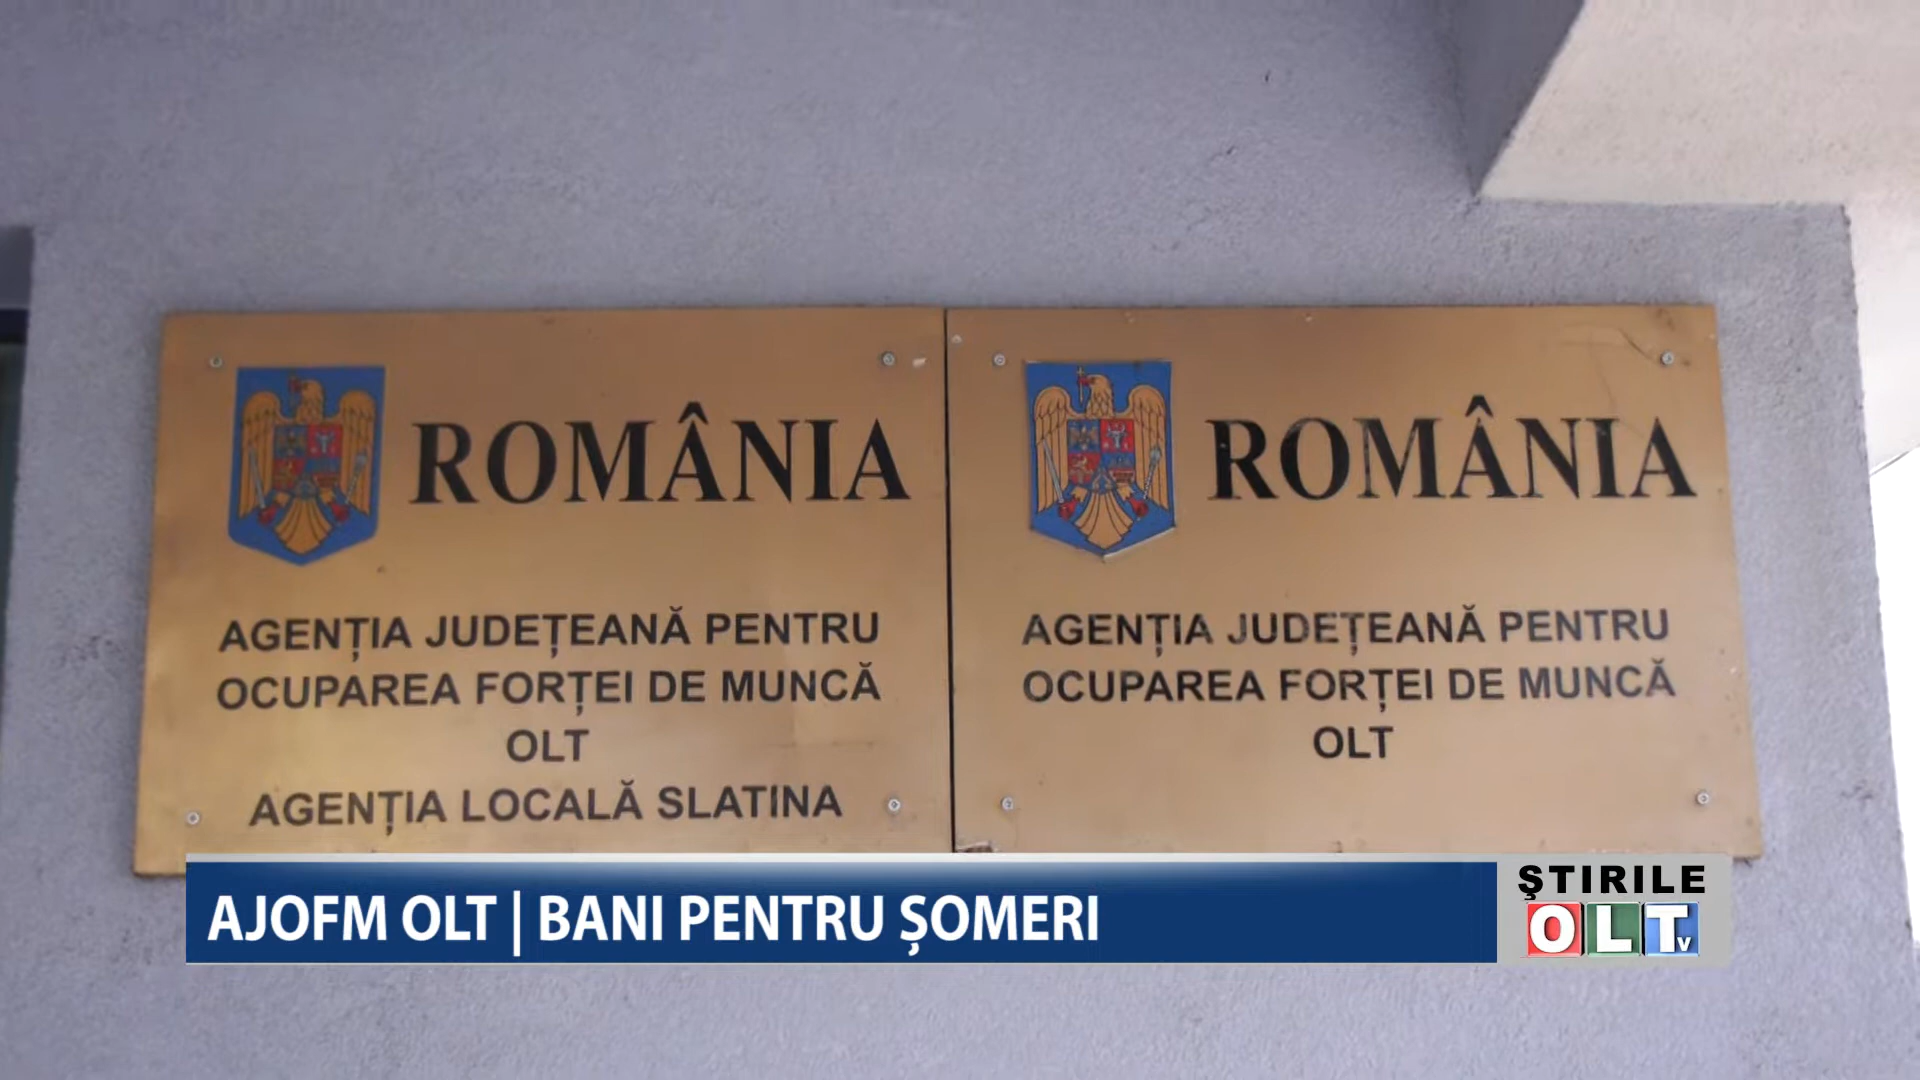 ROMÂNIA
AGENȚIA JUDEȚEANĂ PENTRU
OCUPAREA FORȚEI DE MUNCĂ
OLT
AGENȚIA LOCALĂ SLATINA
ROMÂNIA
AGENȚIA JUDEȚEANĂ PENTRU
OCUPAREA FORȚEI DE MUNCĂ
OLT
AJOFM OLT | BANI PENTRU ȘOMERI
ŞTIRILE
OLTv